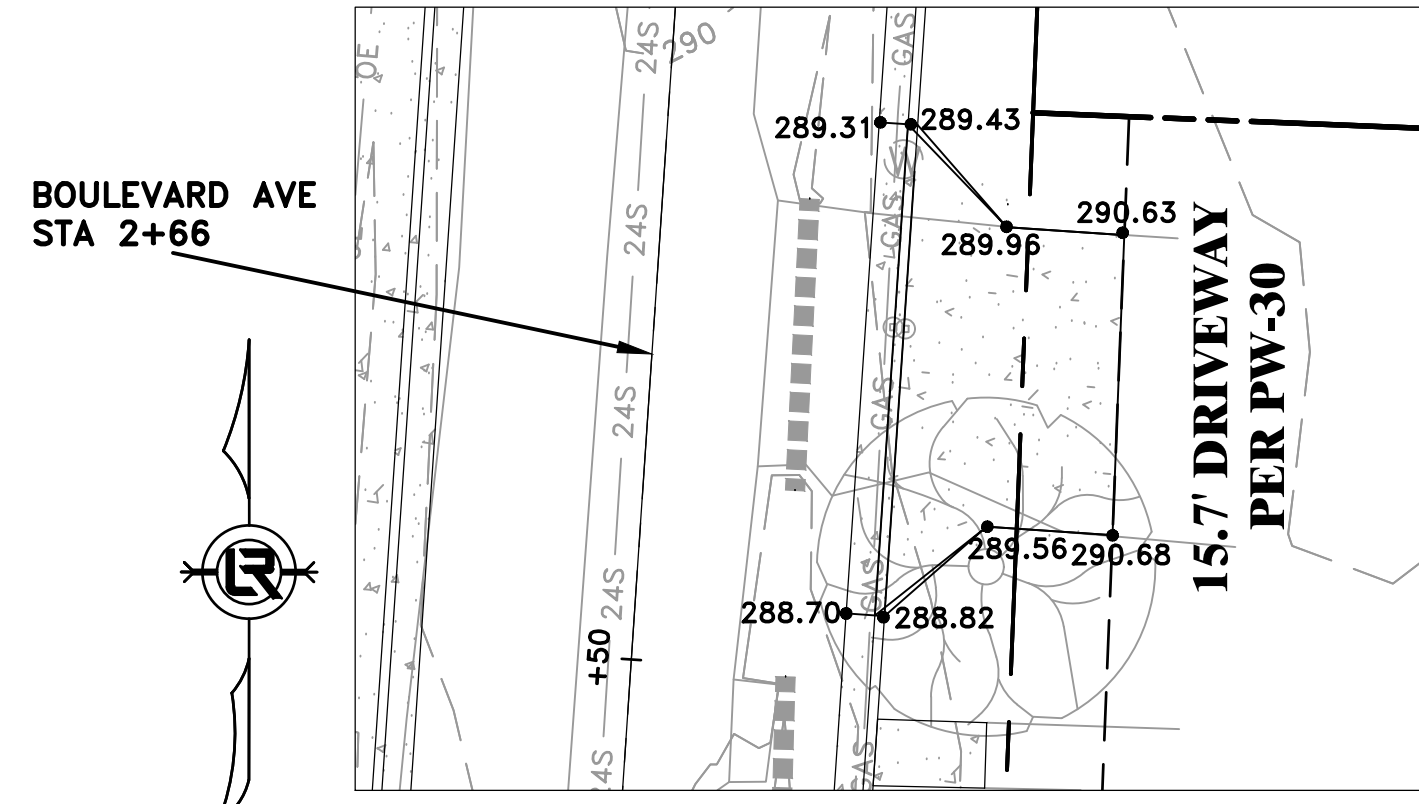 OE
24S
290
GAS
289.31
289.43
BOULEVARD AVE
STA 2+66
24S
GAS
290.63
289.96
15.7' DRIVEWAY
PER PW-30
24S
GAS
289.56
290.68
24S
GAS
288.70
288.82
+50
24S
GAS